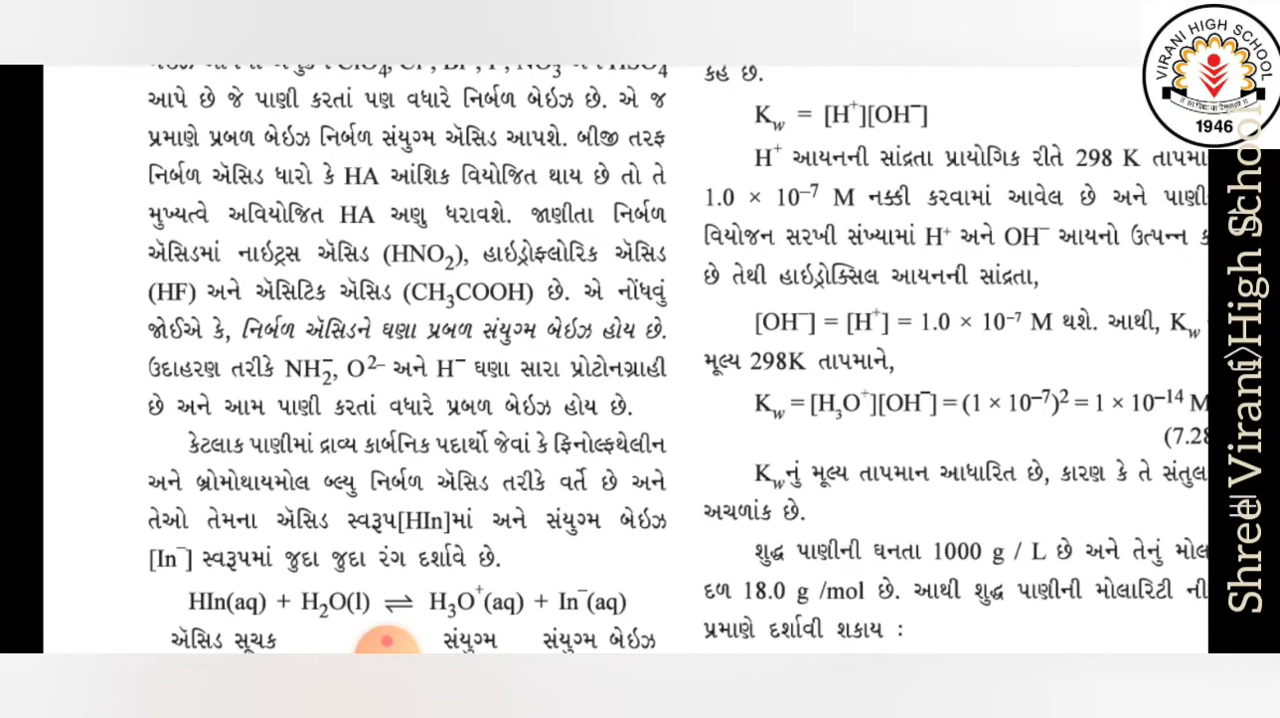 આપે છે જે પાણી કરતાં પણ વધારે નિર્બળ બેઇઝ છે. એ જ
પ્રમાણે પ્રબળ બેઇઝ નિર્બળ સંયુગ્મ ઍસિડ આપશે. બીજી તરફ
નિર્બળ ઍસિડ ધારો કે HA આંશિક વિયોજિત થાય છે તો તે
મુખ્યત્વે અવિયોજિત HA અણુ ધરાવશે. જાણીતા નિર્બળ
ઍસિડમાં નાઇટ્રસ ઍસિડ (HNO₂), હાઇડ્રોફ્લોરિક ઍસિડ
(HF) અને ઍસિટિક ઍસિડ (CH₃COOH) છે. એ નોંધવું
જોઈએ કે, નિર્બળ ઍસિડને ઘણા પ્રબળ સંયુગ્મ બેઇઝ હોય છે.
ઉદાહરણ તરીકે NH₂⁻, O²⁻ અને H⁻ ઘણા સારા પ્રોટોનગ્રાહી
છે અને આમ પાણી કરતાં વધારે પ્રબળ બેઇઝ હોય છે.
કેટલાક પાણીમાં દ્રાવ્ય કાર્બનિક પદાર્થો જેવાં કે ફિનોલ્ફથેલીન
અને બ્રોમોથાયમોલ બ્લ્યુ નિર્બળ ઍસિડ તરીકે વર્તે છે અને
તેઓ તેમના ઍસિડ સ્વરૂપ[HIn]માં અને સંયુગ્મ બેઇઝ
[In⁻] સ્વરૂપમાં જુદા જુદા રંગ દર્શાવે છે.
HIn(aq) + H₂O(l) ⇌ H₃O⁺(aq) + In⁻(aq)
ઍસિડ સૂચક સંયુગ્મ સંયુગ્મ બેઇઝ
કહે છે.
K_w = [H⁺][OH⁻]
H⁺ આયનની સાંદ્રતા પ્રાયોગિક રીતે 298 K તાપમા
1.0 × 10⁻⁷ M નક્કી કરવામાં આવેલ છે અને પાણી
વિયોજન સરખી સંખ્યામાં H⁺ અને OH⁻ આયનો ઉત્પન્ન ક
છે તેથી હાઇડ્રોક્સિલ આયનની સાંદ્રતા,
[OH⁻] = [H⁺] = 1.0 × 10⁻⁷ M થશે. આથી, K_w
મૂલ્ય 298K તાપમાને,
K_w = [H₃O⁺][OH⁻] = (1 × 10⁻⁷)² = 1 × 10⁻¹⁴ M
(7.28
K_wનું મૂલ્ય તાપમાન આધારિત છે, કારણ કે તે સંતુલ
અચળાંક છે.
શુદ્ધ પાણીની ઘનતા 1000 g / L છે અને તેનું મોલ
દળ 18.0 g /mol છે. આથી શુદ્ધ પાણીની મોલારિટી ની
પ્રમાણે દર્શાવી શકાય :
VIRANI HIGH SCHOOL
1946
Shree Virani High School